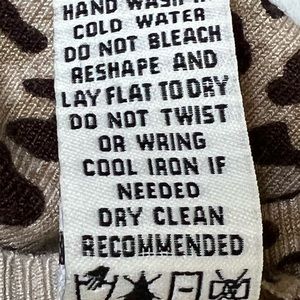 HAND WASH IN
COLD WATER
DO NOT BLEACH
RESHAPE AND
LAY FLAT TO DRY
DO NOT TWIST
OR WRING
COOL IRON IF
NEEDED
DRY CLEAN
RECOMMENDED